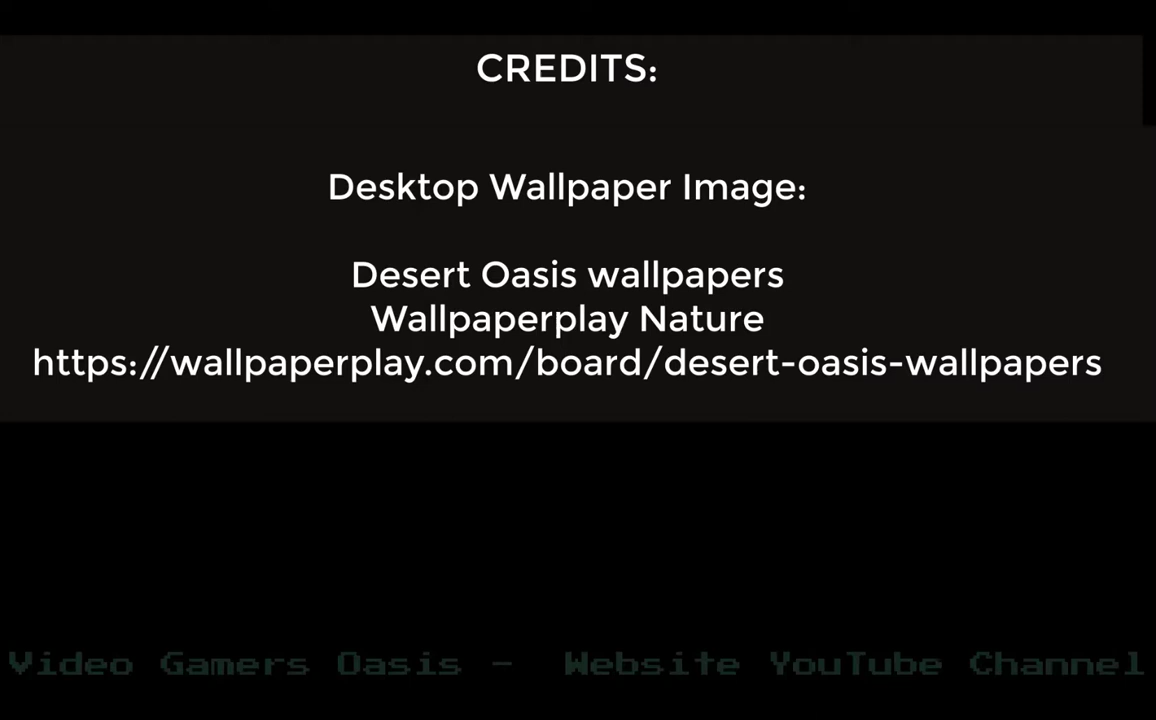 CREDITS:
Desktop Wallpaper Image:
Desert Oasis wallpapers
Wallpaperplay Nature
https://wallpaperplay.com/board/desert-oasis-wallpapers
Video Gamers Oasis - Website YouTube Channel